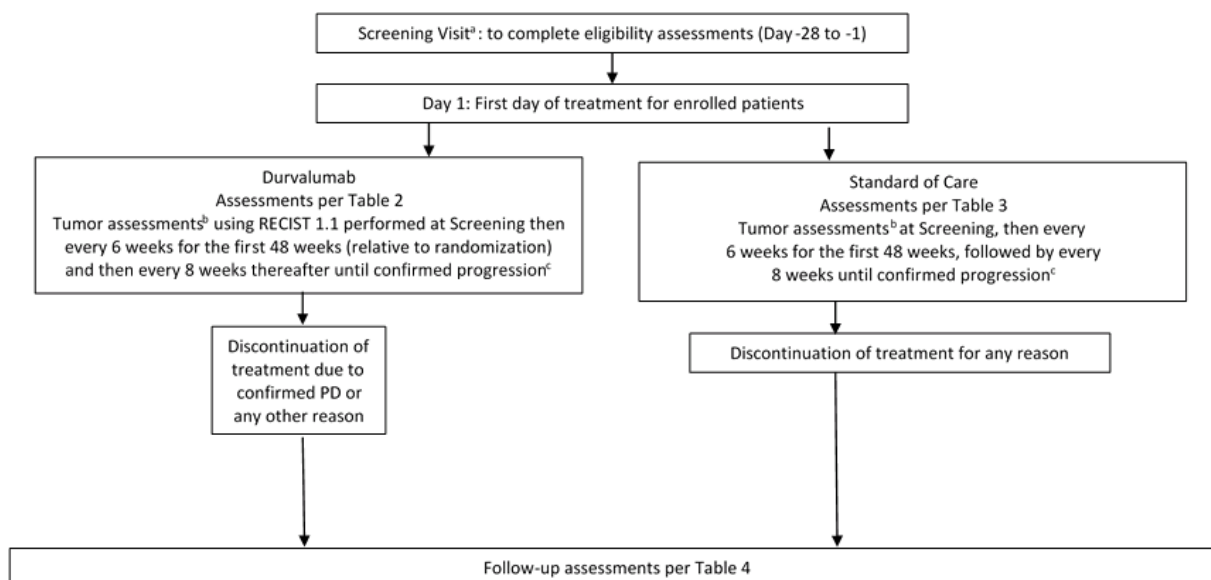 Screening Visitᵃ: to complete eligibility assessments (Day -28 to -1)
Day 1: First day of treatment for enrolled patients
Durvalumab
Assessments per Table 2
Tumor assessmentsᵇ using RECIST 1.1 performed at Screening then
every 6 weeks for the first 48 weeks (relative to randomization)
and then every 8 weeks thereafter until confirmed progressionᶜ
Standard of Care
Assessments per Table 3
Tumor assessmentsᵇ at Screening, then every
6 weeks for the first 48 weeks, followed by every
8 weeks until confirmed progressionᶜ
Discontinuation of
treatment due to
confirmed PD or
any other reason
Discontinuation of treatment for any reason
Follow-up assessments per Table 4